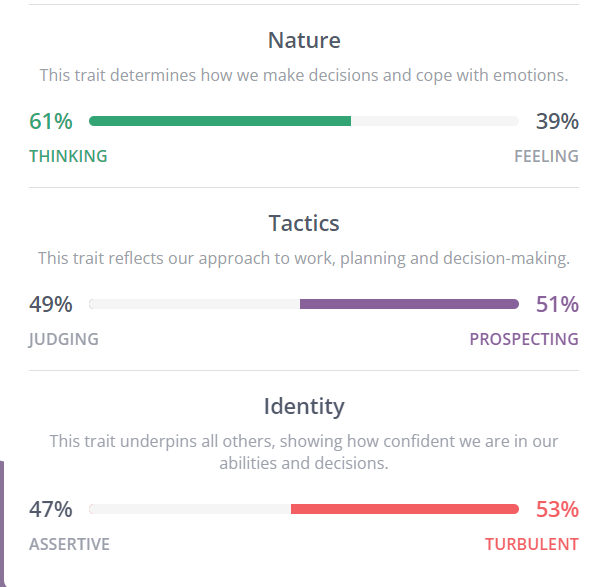 Nature
This trait determines how we make decisions and cope with emotions.
61% 39%
THINKING FEELING
Tactics
This trait reflects our approach to work, planning and decision-making.
49% 51%
JUDGING PROSPECTING
Identity
This trait underpins all others, showing how confident we are in our
abilities and decisions.
47% 53%
ASSERTIVE TURBULENT